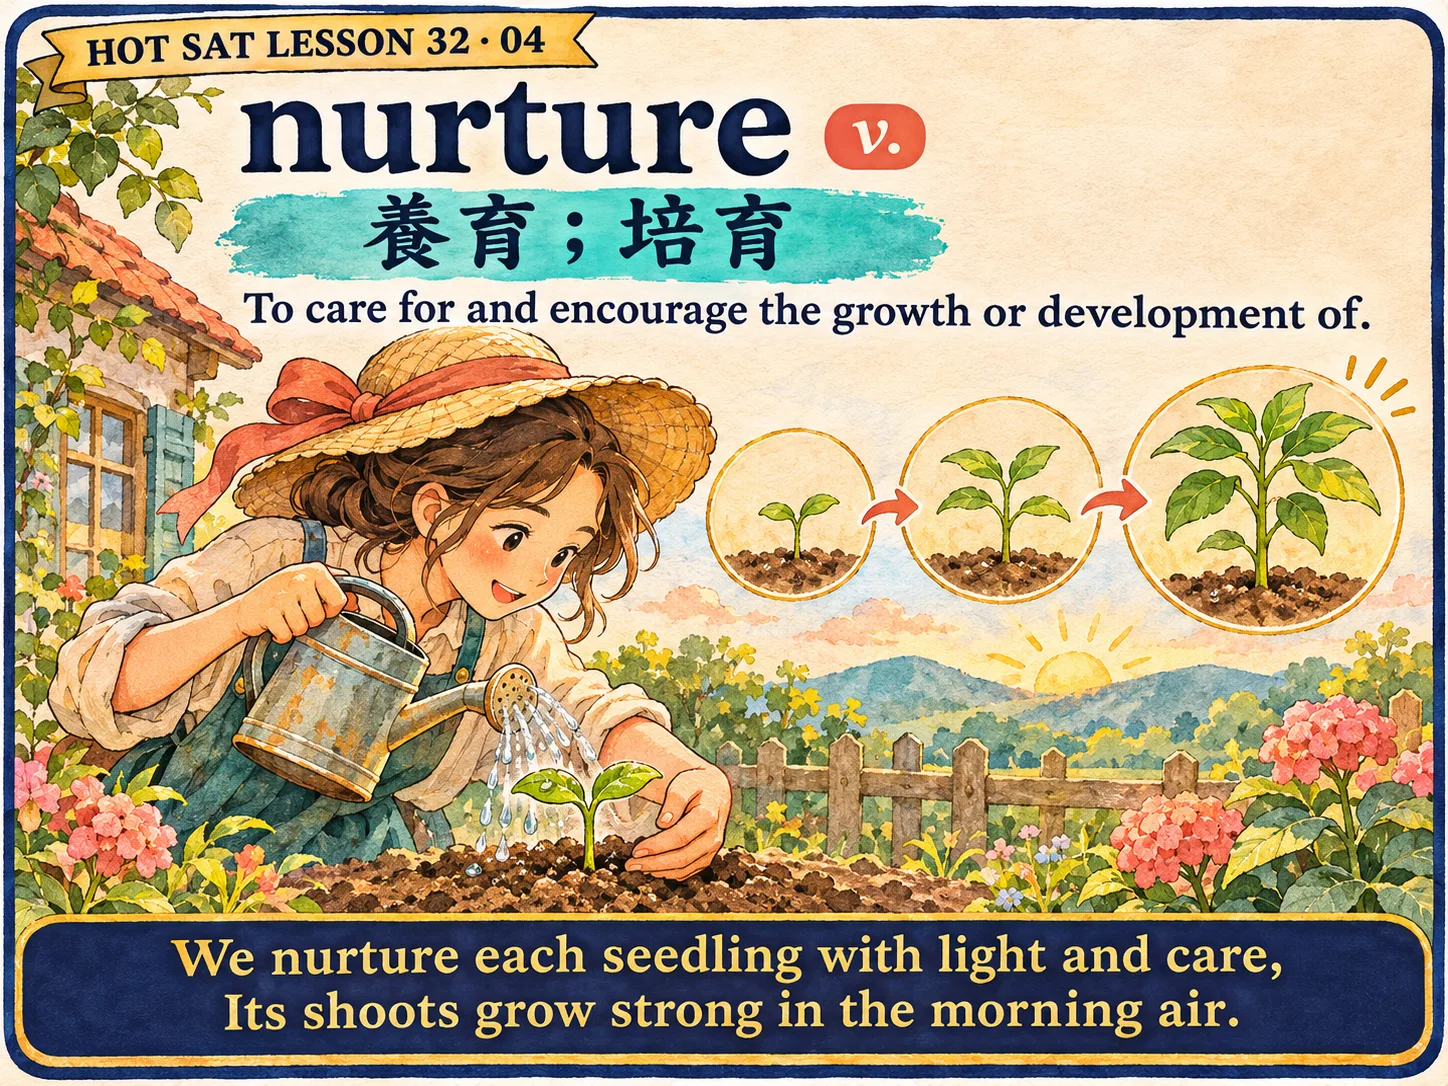 HOT SAT LESSON 32 · 04
nurture v.
養育；培育
To care for and encourage the growth or development of.
We nurture each seedling with light and care,
Its shoots grow strong in the morning air.